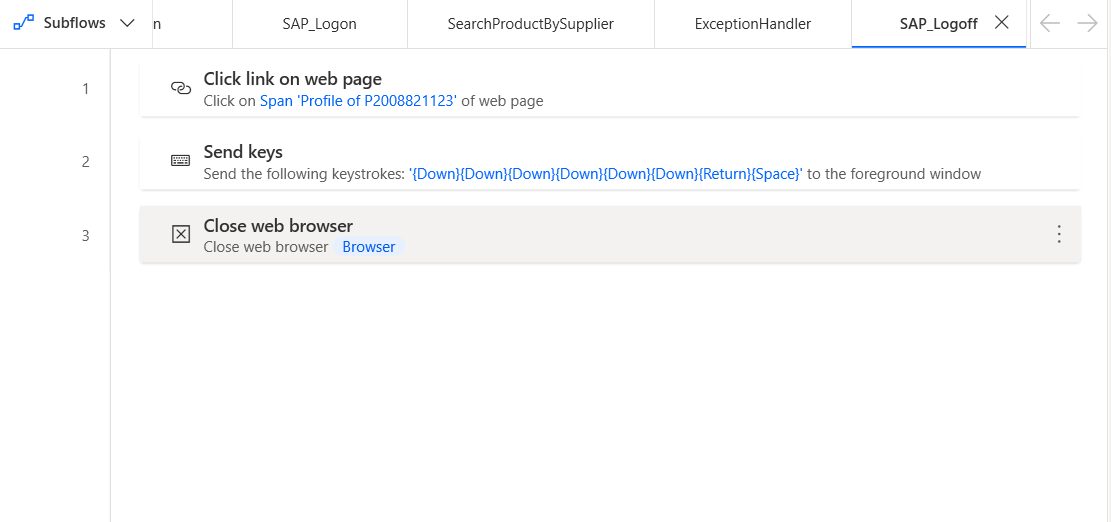 Subflows
n
SAP_Logon
SearchProductBySupplier
ExceptionHandler
SAP_Logoff
1
Click link on web page
Click on Span 'Profile of P2008821123' of web page
2
Send keys
Send the following keystrokes: '{Down}{Down}{Down}{Down}{Down}{Down}{Return}{Space}' to the foreground window
3
Close web browser
Close web browser Browser